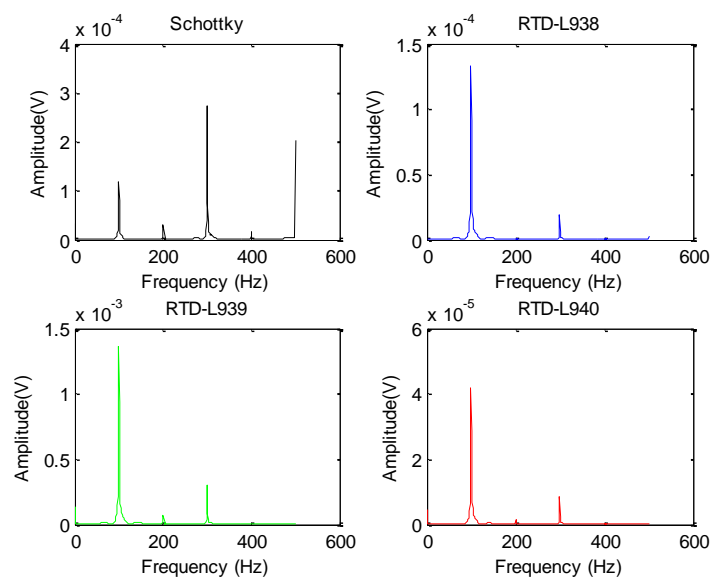 Schottky
x 10⁻⁴
Amplitude(V)
4
3
2
1
0
0 200 400 600
Frequency (Hz)
RTD-L938
x 10⁻⁴
Amplitude(V)
1.5
1
0.5
0
0 200 400 600
Frequency (Hz)
RTD-L939
x 10⁻³
Amplitude(V)
1.5
1
0.5
0
0 200 400 600
Frequency (Hz)
RTD-L940
x 10⁻⁵
Amplitude(V)
6
4
2
0
0 200 400 600
Frequency (Hz)